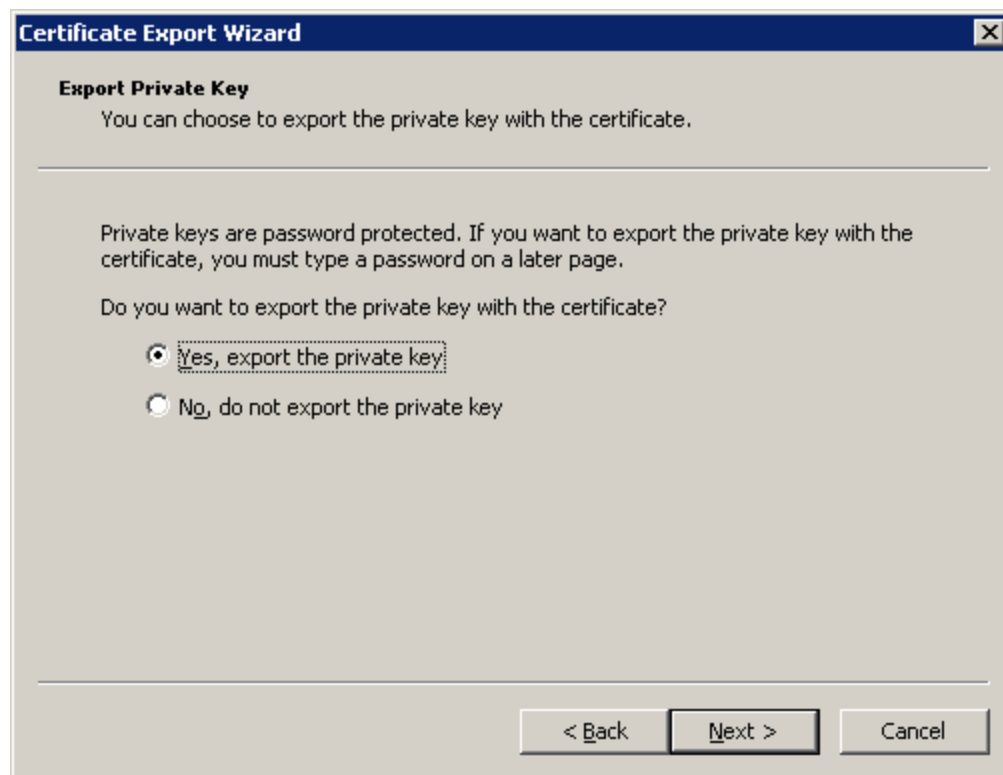 Certificate Export Wizard
Export Private Key
You can choose to export the private key with the certificate.
Private keys are password protected. If you want to export the private key with the
certificate, you must type a password on a later page.
Do you want to export the private key with the certificate?
Yes, export the private key
No, do not export the private key
< Back
Next >
Cancel